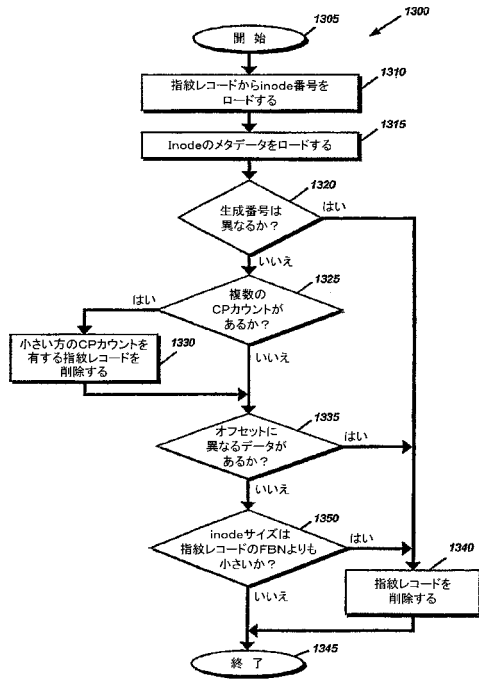 1300
1305
開 始
1310
指紋レコードからinode番号を
ロードする
1315
Inodeのメタデータをロードする
1320
生成番号は
異なるか?
はい
いいえ
1325
複数の
CPカウントが
あるか?
はい
いいえ
1330
小さい方のCPカウントを
有する指紋レコードを
削除する
1335
オフセットに
異なるデータが
あるか?
はい
いいえ
1350
inodeサイズは
指紋レコードのFBNよりも
小さいか?
はい
いいえ
1340
指紋レコードを
削除する
1345
終 了